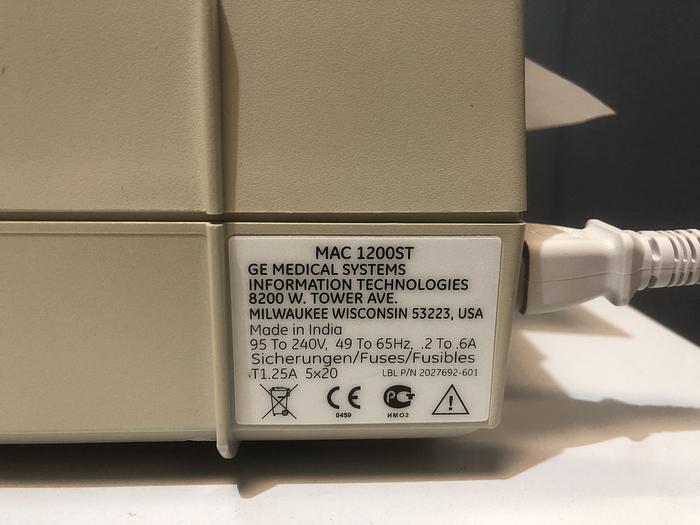 MAC 1200ST
GE MEDICAL SYSTEMS
INFORMATION TECHNOLOGIES
8200 W. TOWER AVE.
MILWAUKEE WISCONSIN 53223, USA
Made in India
95 To 240V, 49 To 65Hz, .2 To .6A
Sicherungen/Fuses/Fusibles
T1.25A 5x20 LBL P/N 2027692-601
CE PCT
0459 ИМ02